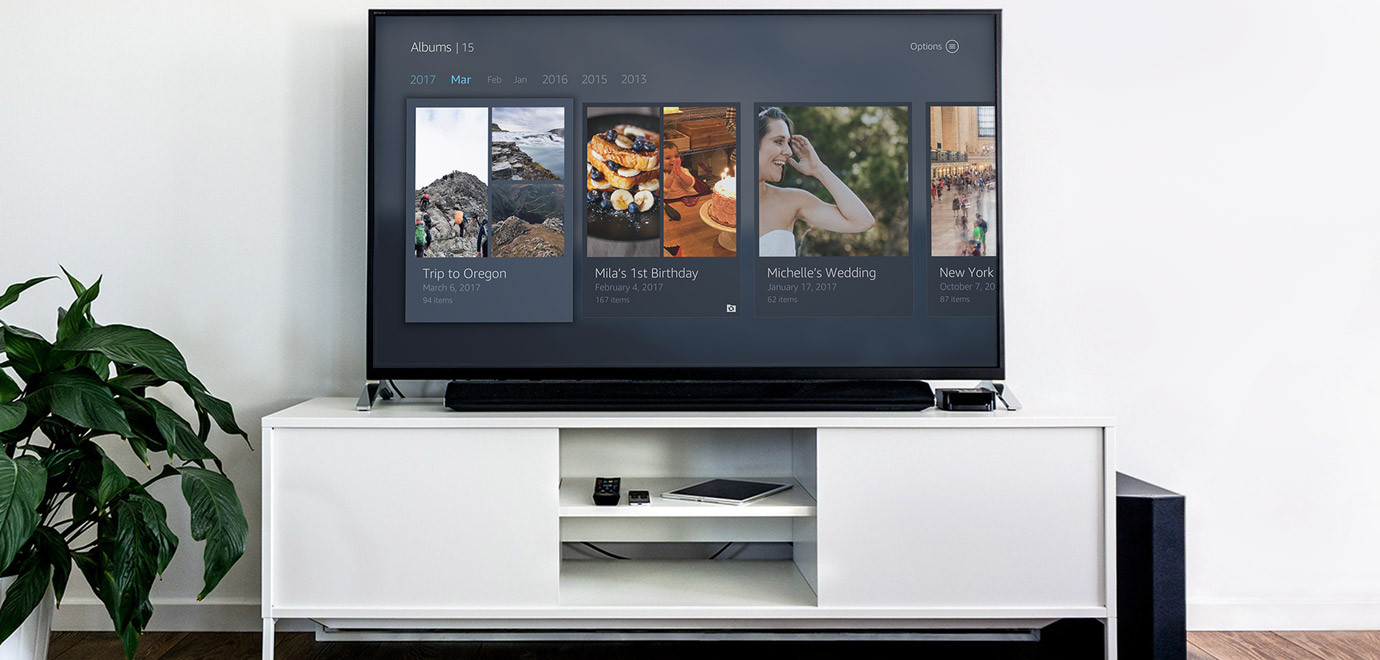 Albums | 15
Options
2017 Mar Feb Jan 2016 2015 2013
Trip to Oregon
March 6, 2017
94 items
Mila's 1st Birthday
February 4, 2017
167 items
Michelle's Wedding
January 17, 2017
62 items
New York
October 7, 20
87 items